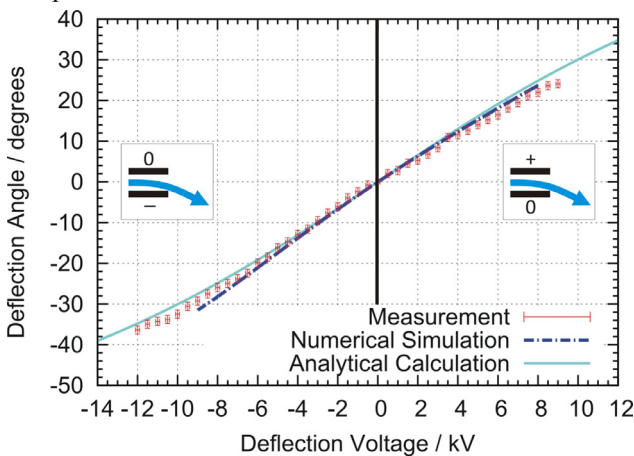 40
30
20
10
0
-10
-20
-30
-40
-50
Deflection Angle / degrees
0
−
+
0
Measurement
Numerical Simulation
Analytical Calculation
-14 -12 -10 -8 -6 -4 -2 0 2 4 6 8 10 12
Deflection Voltage / kV